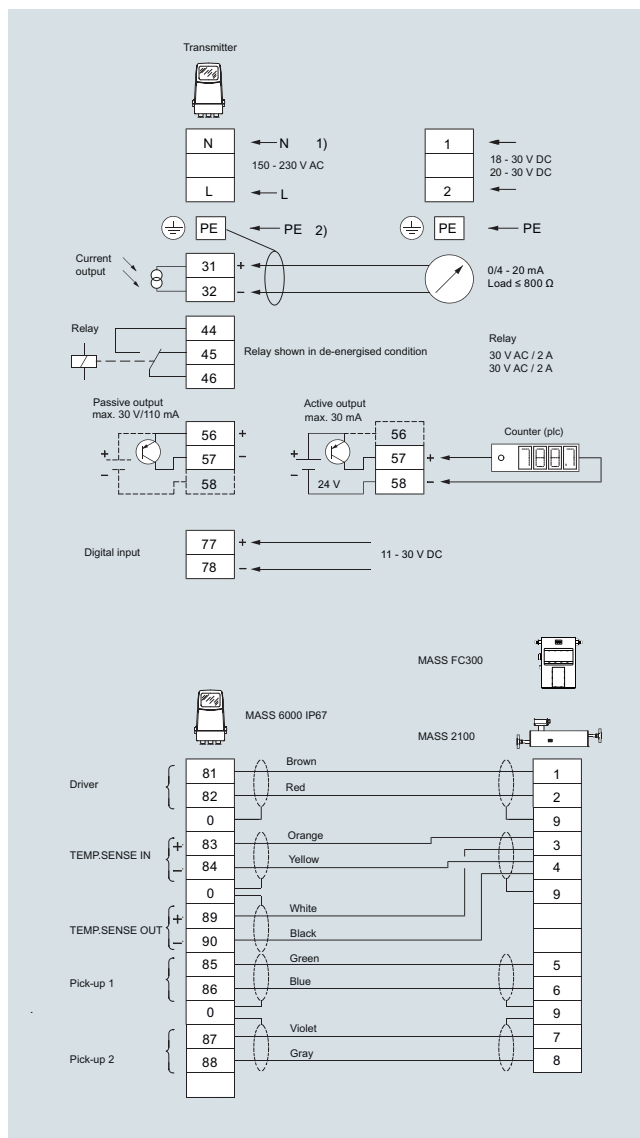 Transmitter
N
N 1)
150 - 230 V AC
L
L
1
18 - 30 V DC
20 - 30 V DC
2
PE
PE 2)
PE
PE
Current
output
31
+
32
–
0/4 - 20 mA
Load ≤ 800 Ω
Relay
44
45
46
Relay shown in de-energised condition
Relay
30 V AC / 2 A
30 V AC / 2 A
Passive output
max. 30 V/110 mA
+
–
56
+
57
–
58
Active output
max. 30 mA
+
–
24 V
56
57
+
58
–
Counter (plc)
Digital input
77
+
78
–
11 - 30 V DC
MASS FC300
MASS 6000 IP67
MASS 2100
Driver
81
Brown
1
82
Red
2
0
9
TEMP.SENSE IN
+
83
Orange
3
–
84
Yellow
4
0
9
TEMP.SENSE OUT
+
89
White
–
90
Black
Pick-up 1
85
Green
5
86
Blue
6
0
9
Pick-up 2
87
Violet
7
88
Gray
8